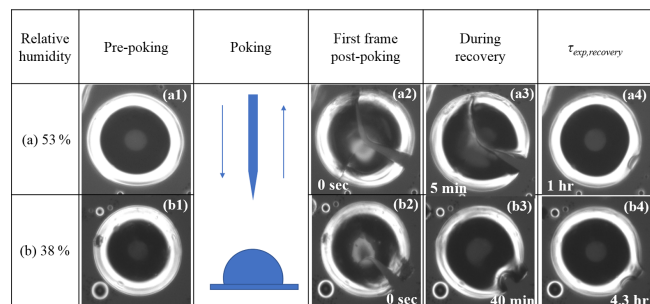 Relative
humidity
Pre-poking
Poking
First frame
post-poking
During
recovery
τexp,recovery
(a) 53 %
(a1)
(a2)
0 sec
(a3)
5 min
(a4)
1 hr
(b) 38 %
(b1)
(b2)
0 sec
(b3)
40 min
(b4)
4.3 hr